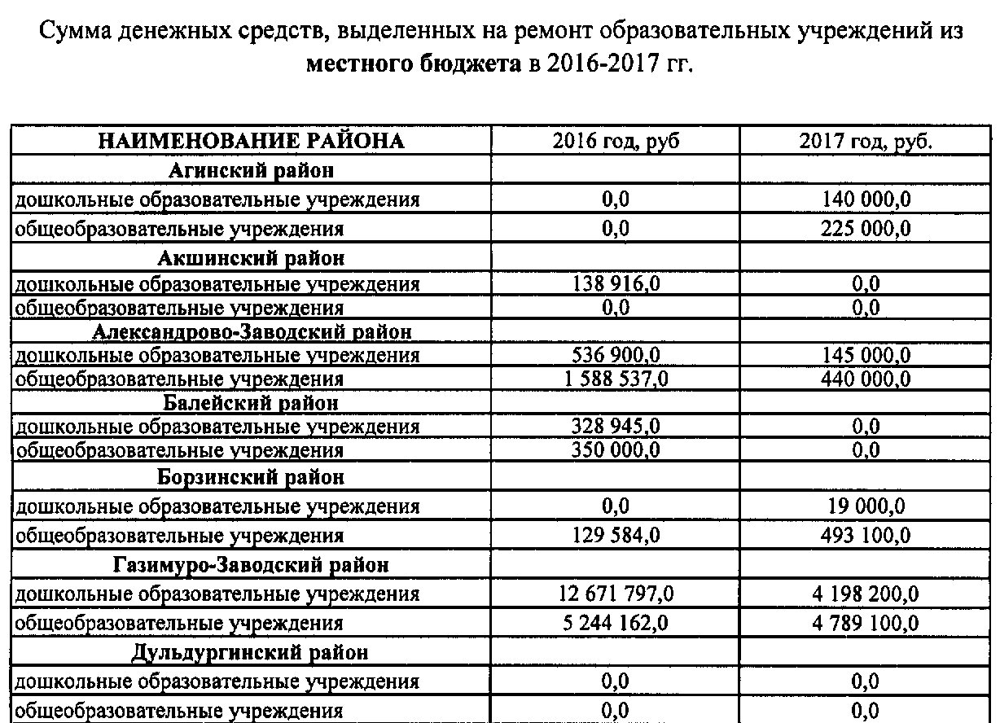 Сумма денежных средств, выделенных на ремонт образовательных учреждений из
местного бюджета в 2016-2017 гг.
НАИМЕНОВАНИЕ РАЙОНА 2016 год, руб 2017 год, руб.
Агинский район
дошкольные образовательные учреждения 0,0 140 000,0
общеобразовательные учреждения 0,0 225 000,0
Акшинский район
дошкольные образовательные учреждения 138 916,0 0,0
общеобразовательные учреждения 0,0 0,0
Александрово-Заводский район
дошкольные образовательные учреждения 536 900,0 145 000,0
общеобразовательные учреждения 1 588 537,0 440 000,0
Балейский район
дошкольные образовательные учреждения 328 945,0 0,0
общеобразовательные учреждения 350 000,0 0,0
Борзинский район
дошкольные образовательные учреждения 0,0 19 000,0
общеобразовательные учреждения 129 584,0 493 100,0
Газимуро-Заводский район
дошкольные образовательные учреждения 12 671 797,0 4 198 200,0
общеобразовательные учреждения 5 244 162,0 4 789 100,0
Дульдургинский район
дошкольные образовательные учреждения 0,0 0,0
общеобразовательные учреждения 0,0 0,0